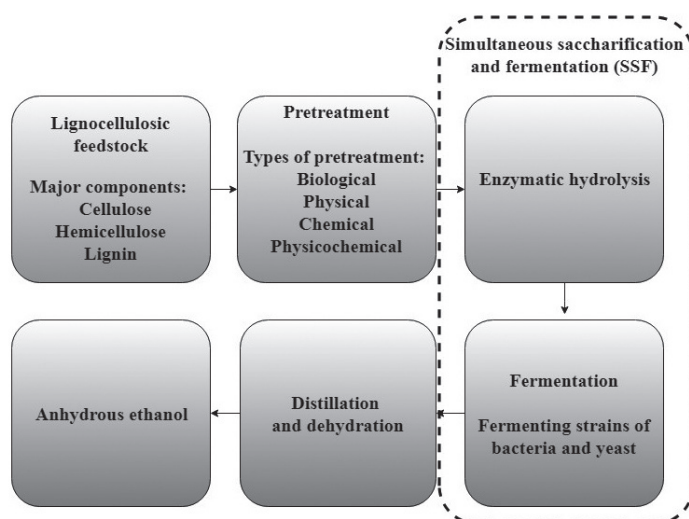 Simultaneous saccharification
and fermentation (SSF)
Lignocellulosic
feedstock
Major components:
Cellulose
Hemicellulose
Lignin
Pretreatment
Types of pretreatment:
Biological
Physical
Chemical
Physicochemical
Enzymatic hydrolysis
Fermentation
Fermenting strains of
bacteria and yeast
Distillation
and dehydration
Anhydrous ethanol